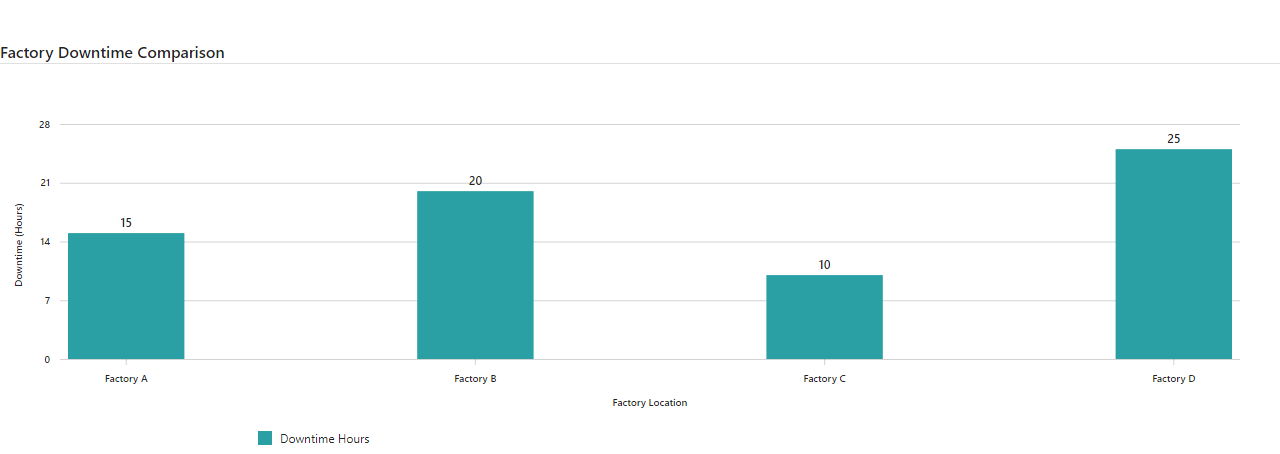 Factory Downtime Comparison
28
25
21
20
15
14
10
7
0
Downtime (Hours)
Factory A
Factory B
Factory C
Factory D
Factory Location
Downtime Hours